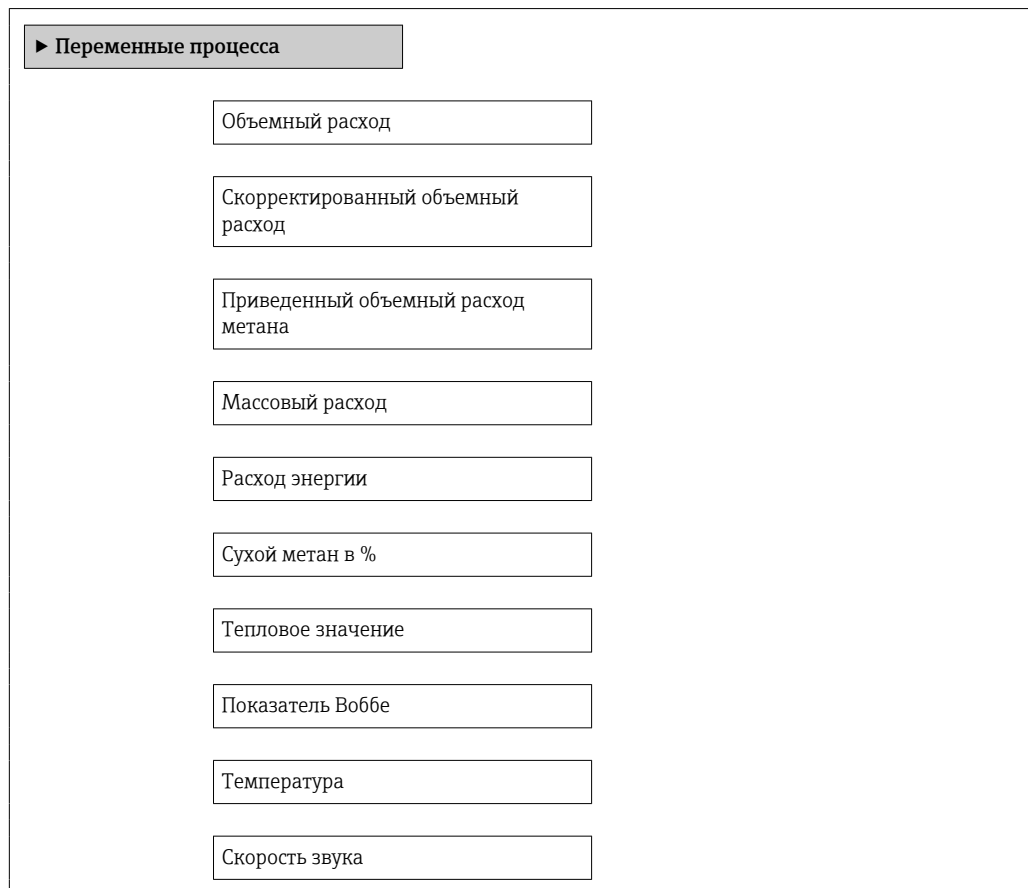 ▶ Переменные процесса
Объемный расход
Скорректированный объемный
расход
Приведенный объемный расход
метана
Массовый расход
Расход энергии
Сухой метан в %
Тепловое значение
Показатель Воббе
Температура
Скорость звука